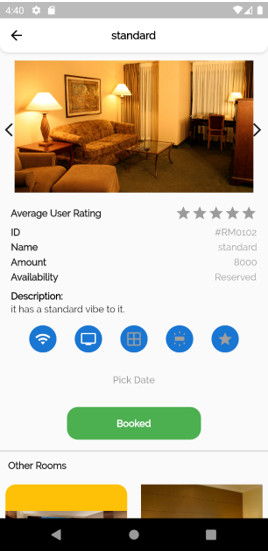 4:40
standard
Average User Rating
ID #RM0102
Name standard
Amount 8000
Availability Reserved
Description:
it has a standard vibe to it.
Pick Date
Booked
Other Rooms